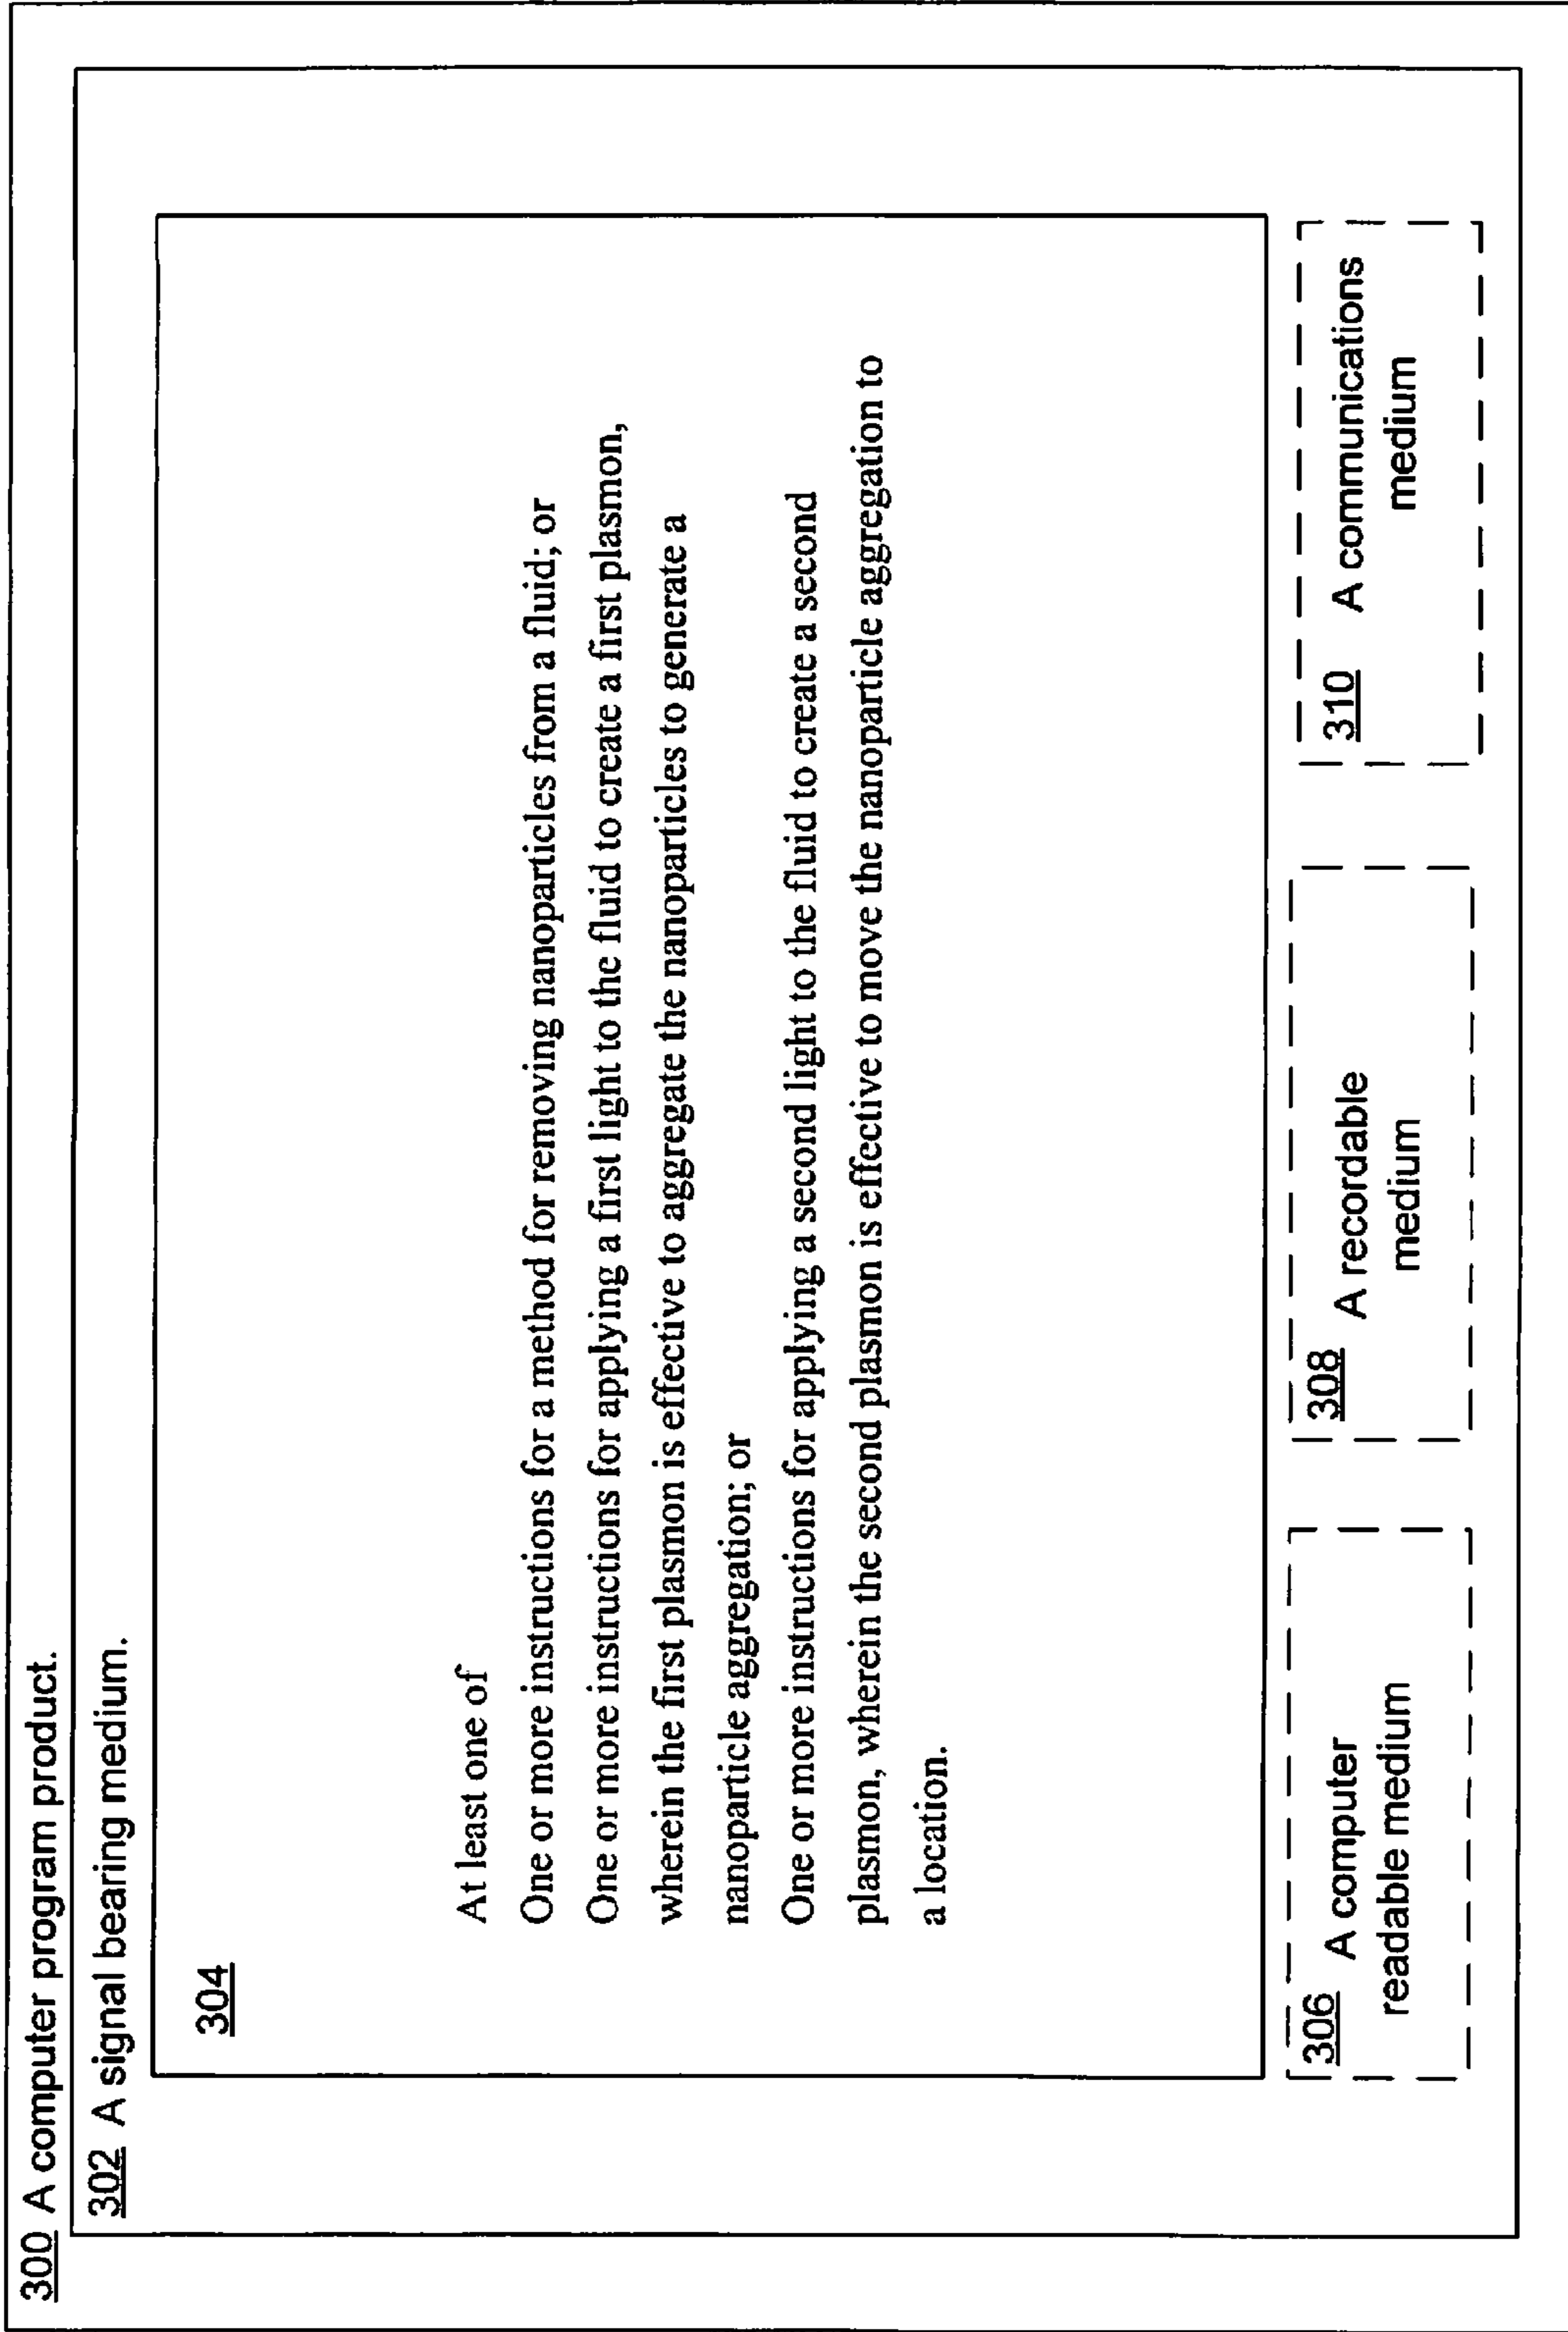 300 A computer program product.
302 A signal bearing medium.
304
At least one of
One or more instructions for a method for removing nanoparticles from a fluid; or
One or more instructions for applying a first light to the fluid to create a first plasmon,
wherein the first plasmon is effective to aggregate the nanoparticles to generate a
nanoparticle aggregation; or
One or more instructions for applying a second light to the fluid to create a second
plasmon, wherein the second plasmon is effective to move the nanoparticle aggregation to
a location.
306 A computer
readable medium
308 A recordable
medium
310 A communications
medium